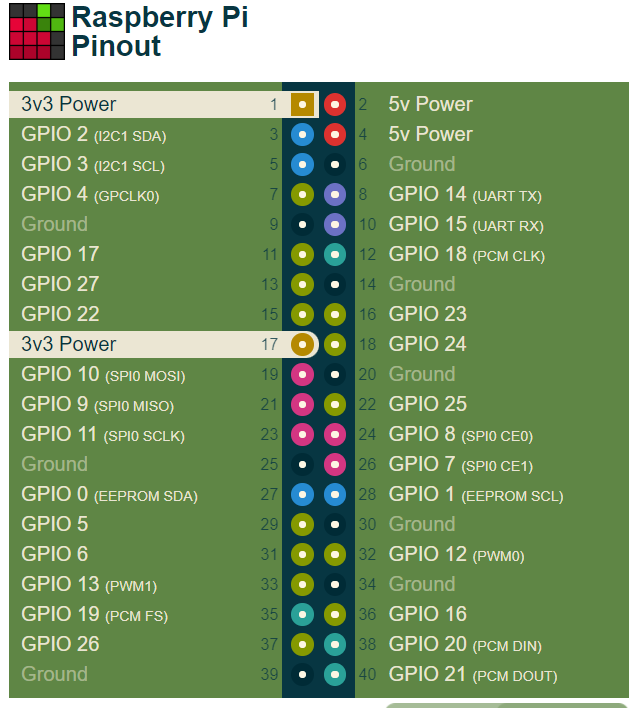 Raspberry Pi
Pinout
3v3 Power 1 2 5v Power
GPIO 2 (I2C1 SDA) 3 4 5v Power
GPIO 3 (I2C1 SCL) 5 6 Ground
GPIO 4 (GPCLK0) 7 8 GPIO 14 (UART TX)
Ground 9 10 GPIO 15 (UART RX)
GPIO 17 11 12 GPIO 18 (PCM CLK)
GPIO 27 13 14 Ground
GPIO 22 15 16 GPIO 23
3v3 Power 17 18 GPIO 24
GPIO 10 (SPI0 MOSI) 19 20 Ground
GPIO 9 (SPI0 MISO) 21 22 GPIO 25
GPIO 11 (SPI0 SCLK) 23 24 GPIO 8 (SPI0 CE0)
Ground 25 26 GPIO 7 (SPI0 CE1)
GPIO 0 (EEPROM SDA) 27 28 GPIO 1 (EEPROM SCL)
GPIO 5 29 30 Ground
GPIO 6 31 32 GPIO 12 (PWM0)
GPIO 13 (PWM1) 33 34 Ground
GPIO 19 (PCM FS) 35 36 GPIO 16
GPIO 26 37 38 GPIO 20 (PCM DIN)
Ground 39 40 GPIO 21 (PCM DOUT)